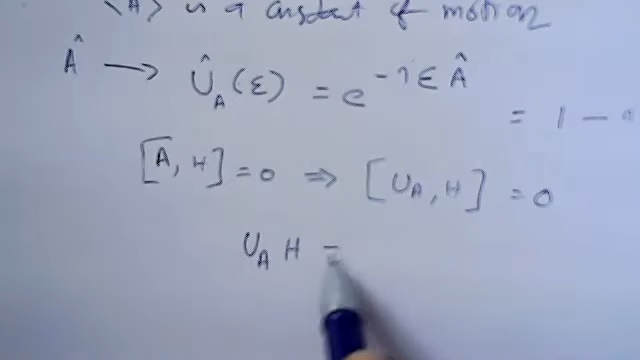 ⟨A⟩ is a constant of motion
Â → Û_A(ε) = e^{-iεÂ}
= 1 -
[A, H] = 0 ⇒ [U_A, H] = 0
U_A H =